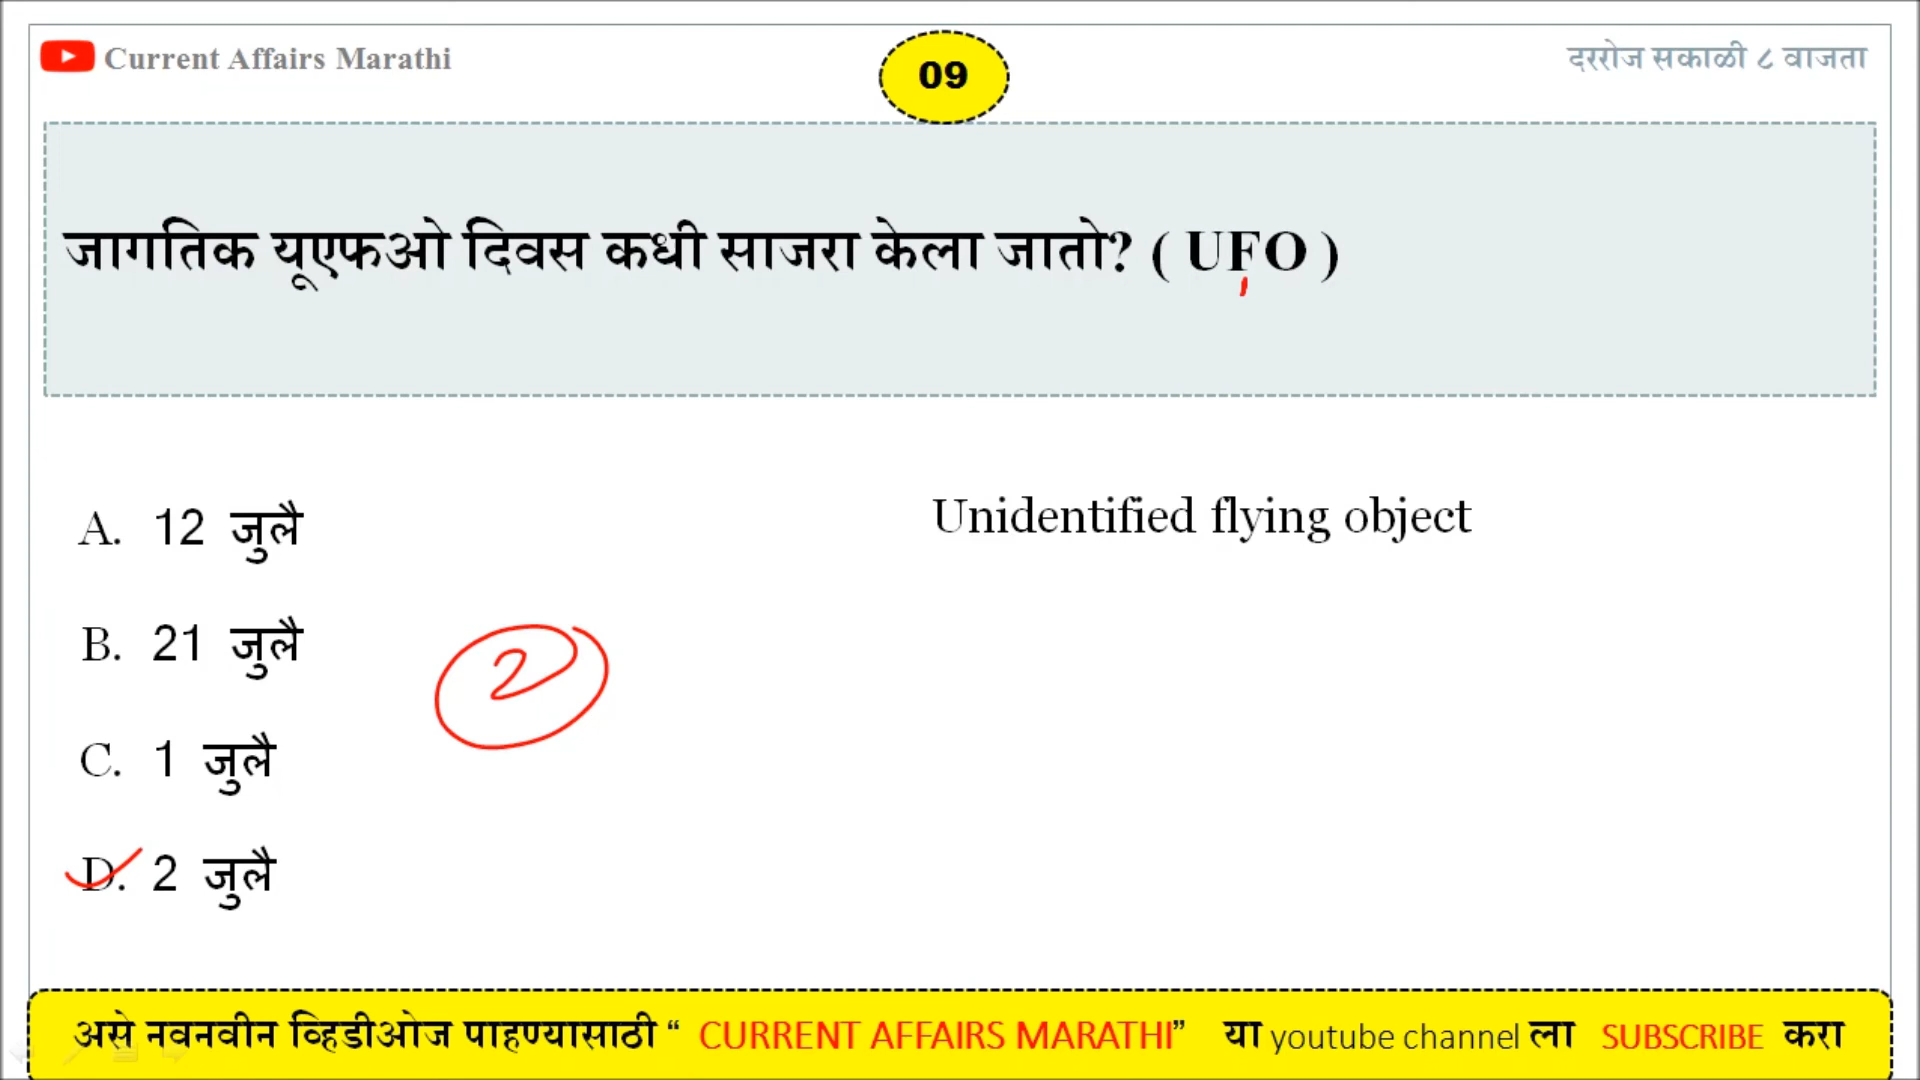 Current Affairs Marathi
09
दररोज सकाळी ८ वाजता
जागतिक यूएफओ दिवस कधी साजरा केला जातो? ( UFO )
A. 12 जुलै
Unidentified flying object
B. 21 जुलै
2
C. 1 जुलै
D. 2 जुलै
असे नवनवीन व्हिडीओज पाहण्यासाठी “ CURRENT AFFAIRS MARATHI” या youtube channel ला SUBSCRIBE करा